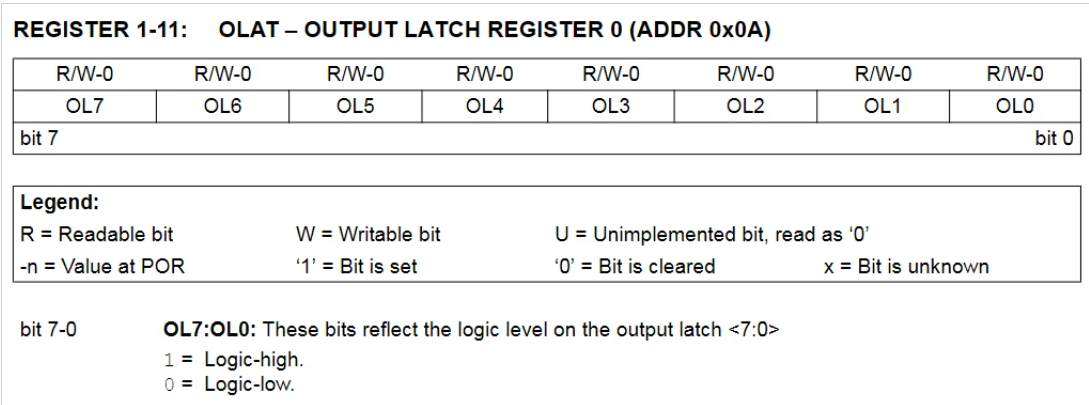 REGISTER 1-11: OLAT – OUTPUT LATCH REGISTER 0 (ADDR 0x0A)
R/W-0 R/W-0 R/W-0 R/W-0 R/W-0 R/W-0 R/W-0 R/W-0
OL7 OL6 OL5 OL4 OL3 OL2 OL1 OL0
bit 7 bit 0
Legend:
R = Readable bit W = Writable bit U = Unimplemented bit, read as ‘0’
-n = Value at POR ‘1’ = Bit is set ‘0’ = Bit is cleared x = Bit is unknown
bit 7-0 OL7:OL0: These bits reflect the logic level on the output latch <7:0>
1 = Logic-high.
0 = Logic-low.